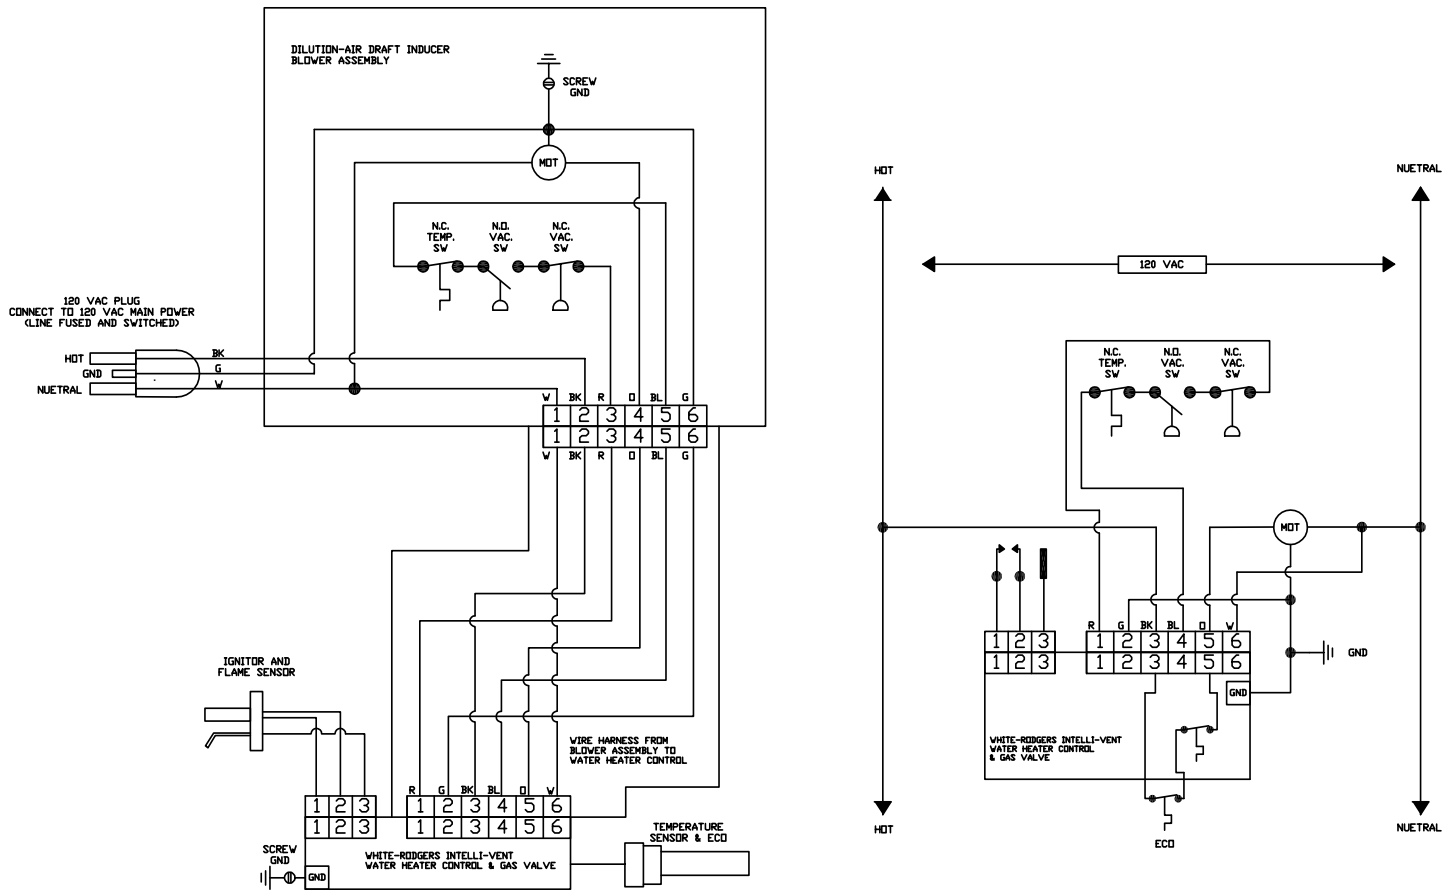 DILUTION-AIR DRAFT INDUCER
BLOWER ASSEMBLY
SCREW
GND
MOT
N.C.
TEMP.
SW
N.O.
VAC.
SW
N.C.
VAC.
SW
120 VAC PLUG
CONNECT TO 120 VAC MAIN POWER
(LINE FUSED AND SWITCHED)
HOT
GND
NUETRAL
BK
G
W
W BK R O BL G
1 2 3 4 5 6
1 2 3 4 5 6
W BK R O BL G
IGNITOR AND
FLAME SENSOR
WIRE HARNESS FROM
BLOWER ASSEMBLY TO
WATER HEATER CONTROL
R G BK BL O W
1 2 3
1 2 3
1 2 3 4 5 6
1 2 3 4 5 6
SCREW
GND
GND
WHITE-RODGERS INTELLI-VENT
WATER HEATER CONTROL & GAS VALVE
TEMPERATURE
SENSOR & ECO
HOT
NUETRAL
120 VAC
N.C.
TEMP.
SW
N.O.
VAC.
SW
N.C.
VAC.
SW
MOT
R G BK BL O W
1 2 3
1 2 3
1 2 3 4 5 6
1 2 3 4 5 6
GND
GND
WHITE-RODGERS INTELLI-VENT
WATER HEATER CONTROL
& GAS VALVE
ECO
HOT
NUETRAL